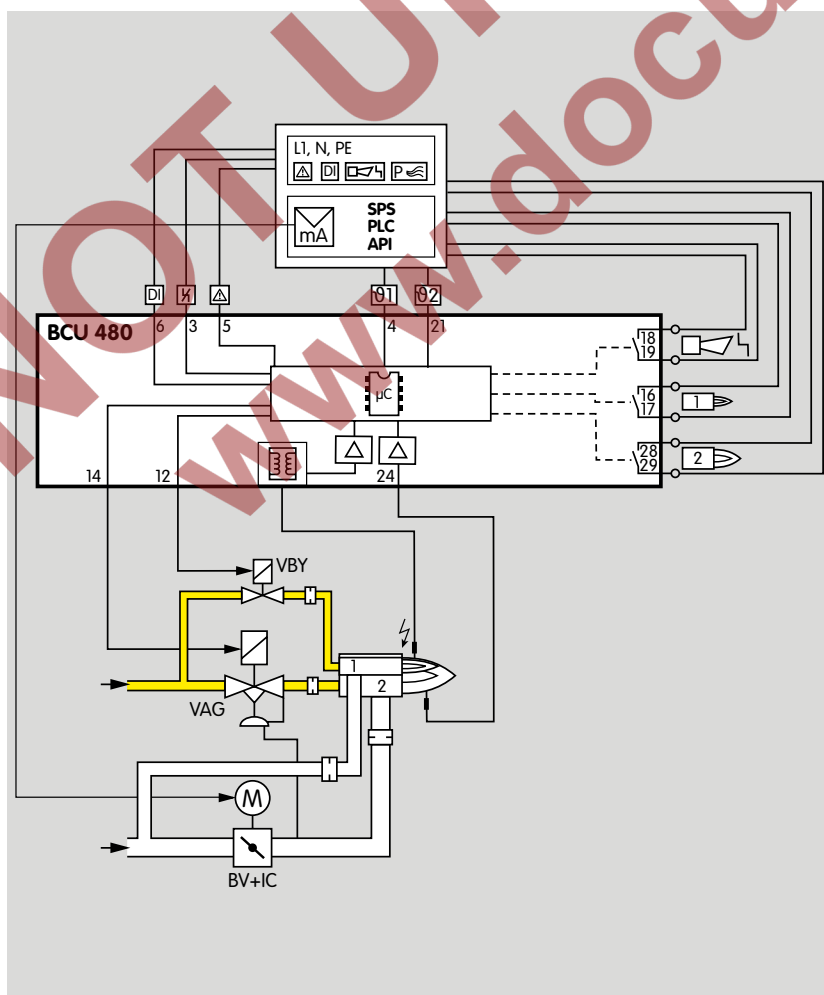 NOT U
www.docu
L1, N, PE
DI
P
mA
SPS
PLC
API
DI
ϑ1
ϑ2
BCU 480
6
3
5
4
21
18
19
µC
16
17
1
28
29
2
14
12
24
VBY
1
2
VAG
M
BV+IC